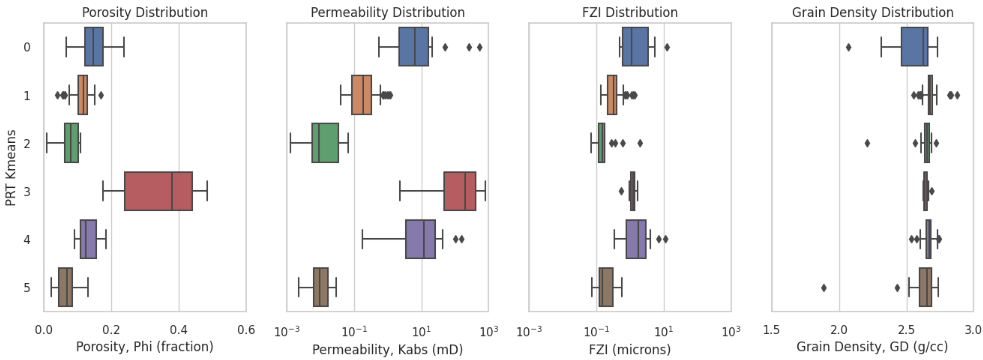 Porosity Distribution
Permeability Distribution
FZI Distribution
Grain Density Distribution
PRT Kmeans
0
1
2
3
4
5
0.0 0.2 0.4 0.6
10⁻³ 10⁻¹ 10¹ 10³
10⁻³ 10⁻¹ 10¹ 10³
1.5 2.0 2.5 3.0
Porosity, Phi (fraction)
Permeability, Kabs (mD)
FZI (microns)
Grain Density, GD (g/cc)